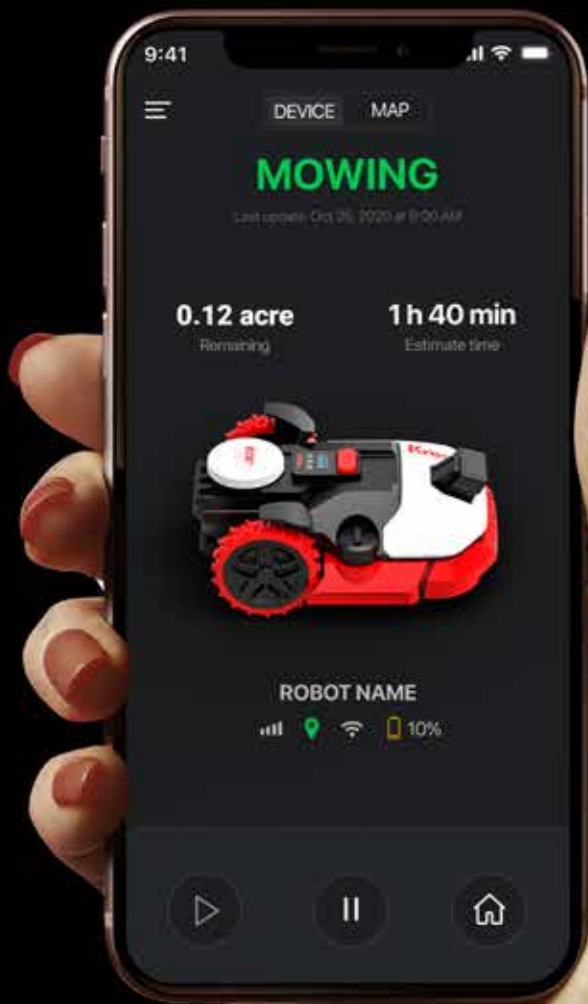 9:41
DEVICE MAP
MOWING
Last update: Oct 26, 2020 at 9:00 AM
0.12 acre 1 h 40 min
Remaining Estimate time
ROBOT NAME
10%